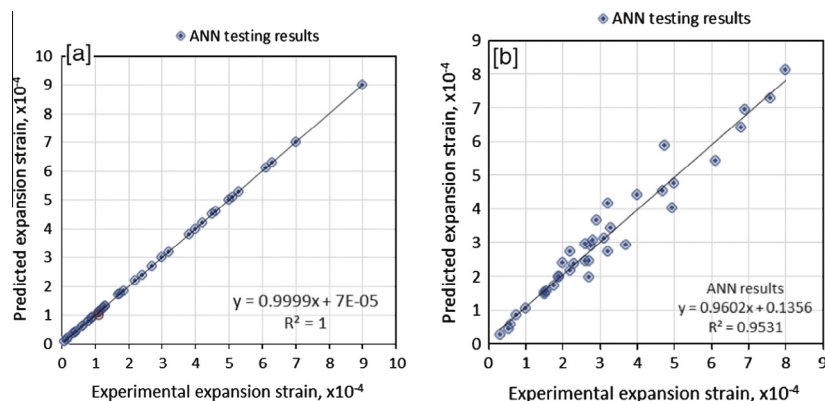 ANN testing results
[a]
10
9
8
7
6
5
4
3
2
1
0
Predicted expansion strain, x10-4
y = 0.9999x + 7E-05
R² = 1
0 1 2 3 4 5 6 7 8 9 10
Experimental expansion strain, x10-4
ANN testing results
[b]
9
8
7
6
5
4
3
2
1
0
Predicted expansion strain, x10-4
ANN results
y = 0.9602x + 0.1356
R² = 0.9531
0 1 2 3 4 5 6 7 8 9
Experimental expansion strain, x10-4